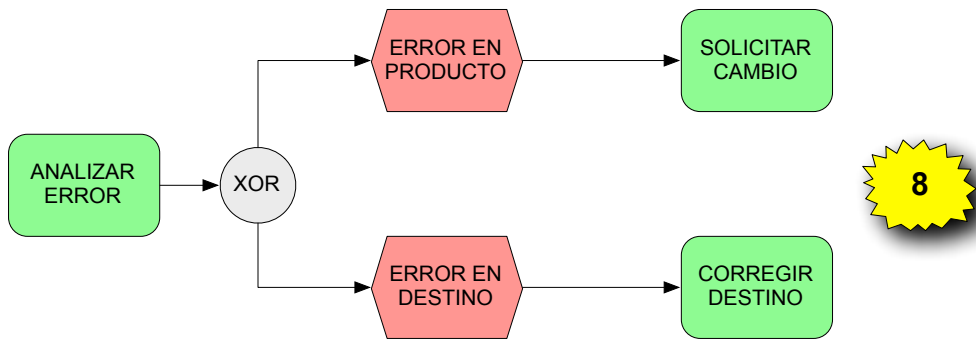 ANALIZAR
ERROR
XOR
ERROR EN
PRODUCTO
SOLICITAR
CAMBIO
ERROR EN
DESTINO
CORREGIR
DESTINO
8